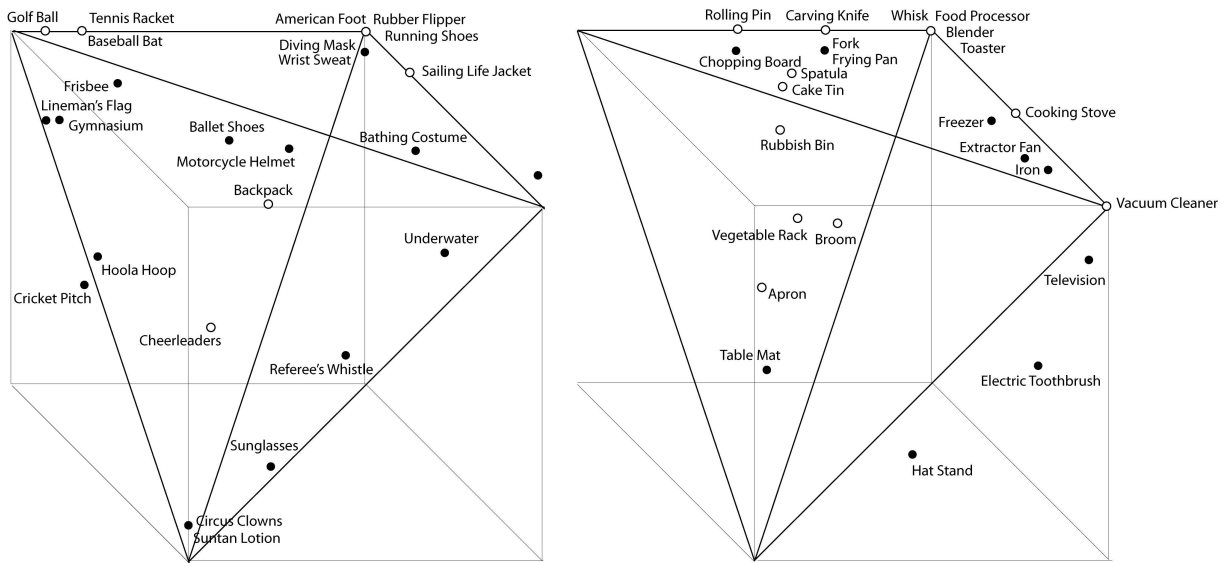 Golf Ball
Tennis Racket
Baseball Bat
American Foot
Rubber Flipper
Running Shoes
Diving Mask
Wrist Sweat
Sailing Life Jacket
Frisbee
Lineman's Flag
Gymnasium
Ballet Shoes
Motorcycle Helmet
Bathing Costume
Backpack
Underwater
Hoola Hoop
Cricket Pitch
Cheerleaders
Referee's Whistle
Sunglasses
Circus Clowns
Suntan Lotion
Rolling Pin
Carving Knife
Whisk
Food Processor
Blender
Toaster
Chopping Board
Fork
Frying Pan
Spatula
Cake Tin
Cooking Stove
Freezer
Rubbish Bin
Extractor Fan
Iron
Vacuum Cleaner
Vegetable Rack
Broom
Television
Apron
Table Mat
Electric Toothbrush
Hat Stand